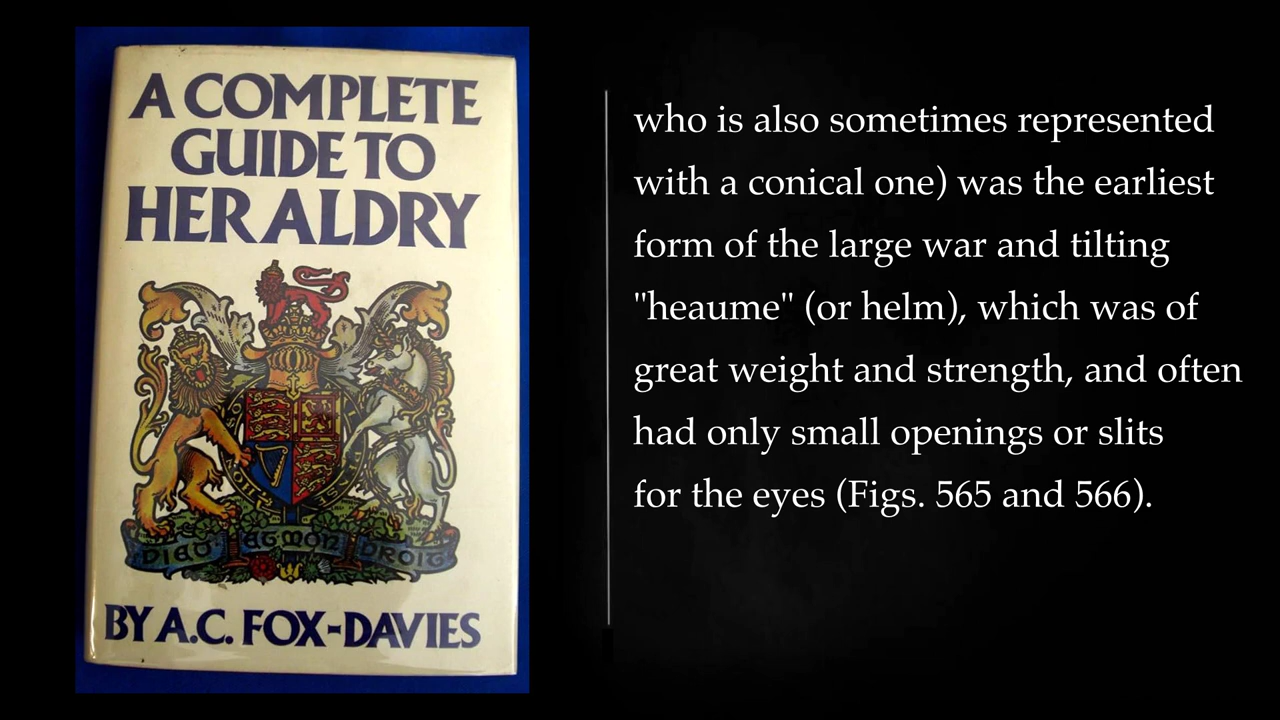 A COMPLETE
GUIDE TO
HERALDRY
DIEU ET MON DROIT
BY A.C. FOX-DAVIES
who is also sometimes represented
with a conical one) was the earliest
form of the large war and tilting
"heaume" (or helm), which was of
great weight and strength, and often
had only small openings or slits
for the eyes (Figs. 565 and 566).